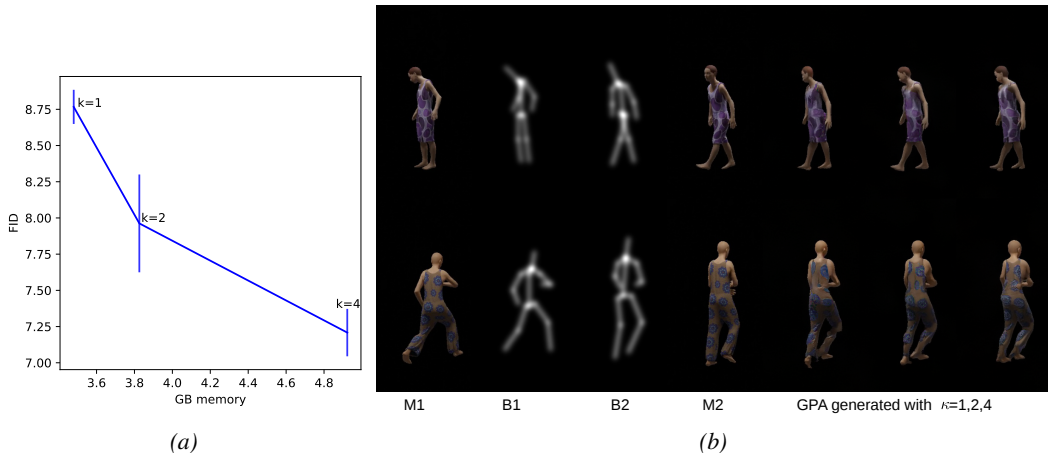 8.75
8.50
8.25
8.00
7.75
7.50
7.25
7.00
FID
k=1
k=2
k=4
3.6 3.8 4.0 4.2 4.4 4.6 4.8
GB memory
(a)
M1 B1 B2 M2 GPA generated with κ=1,2,4
(b)